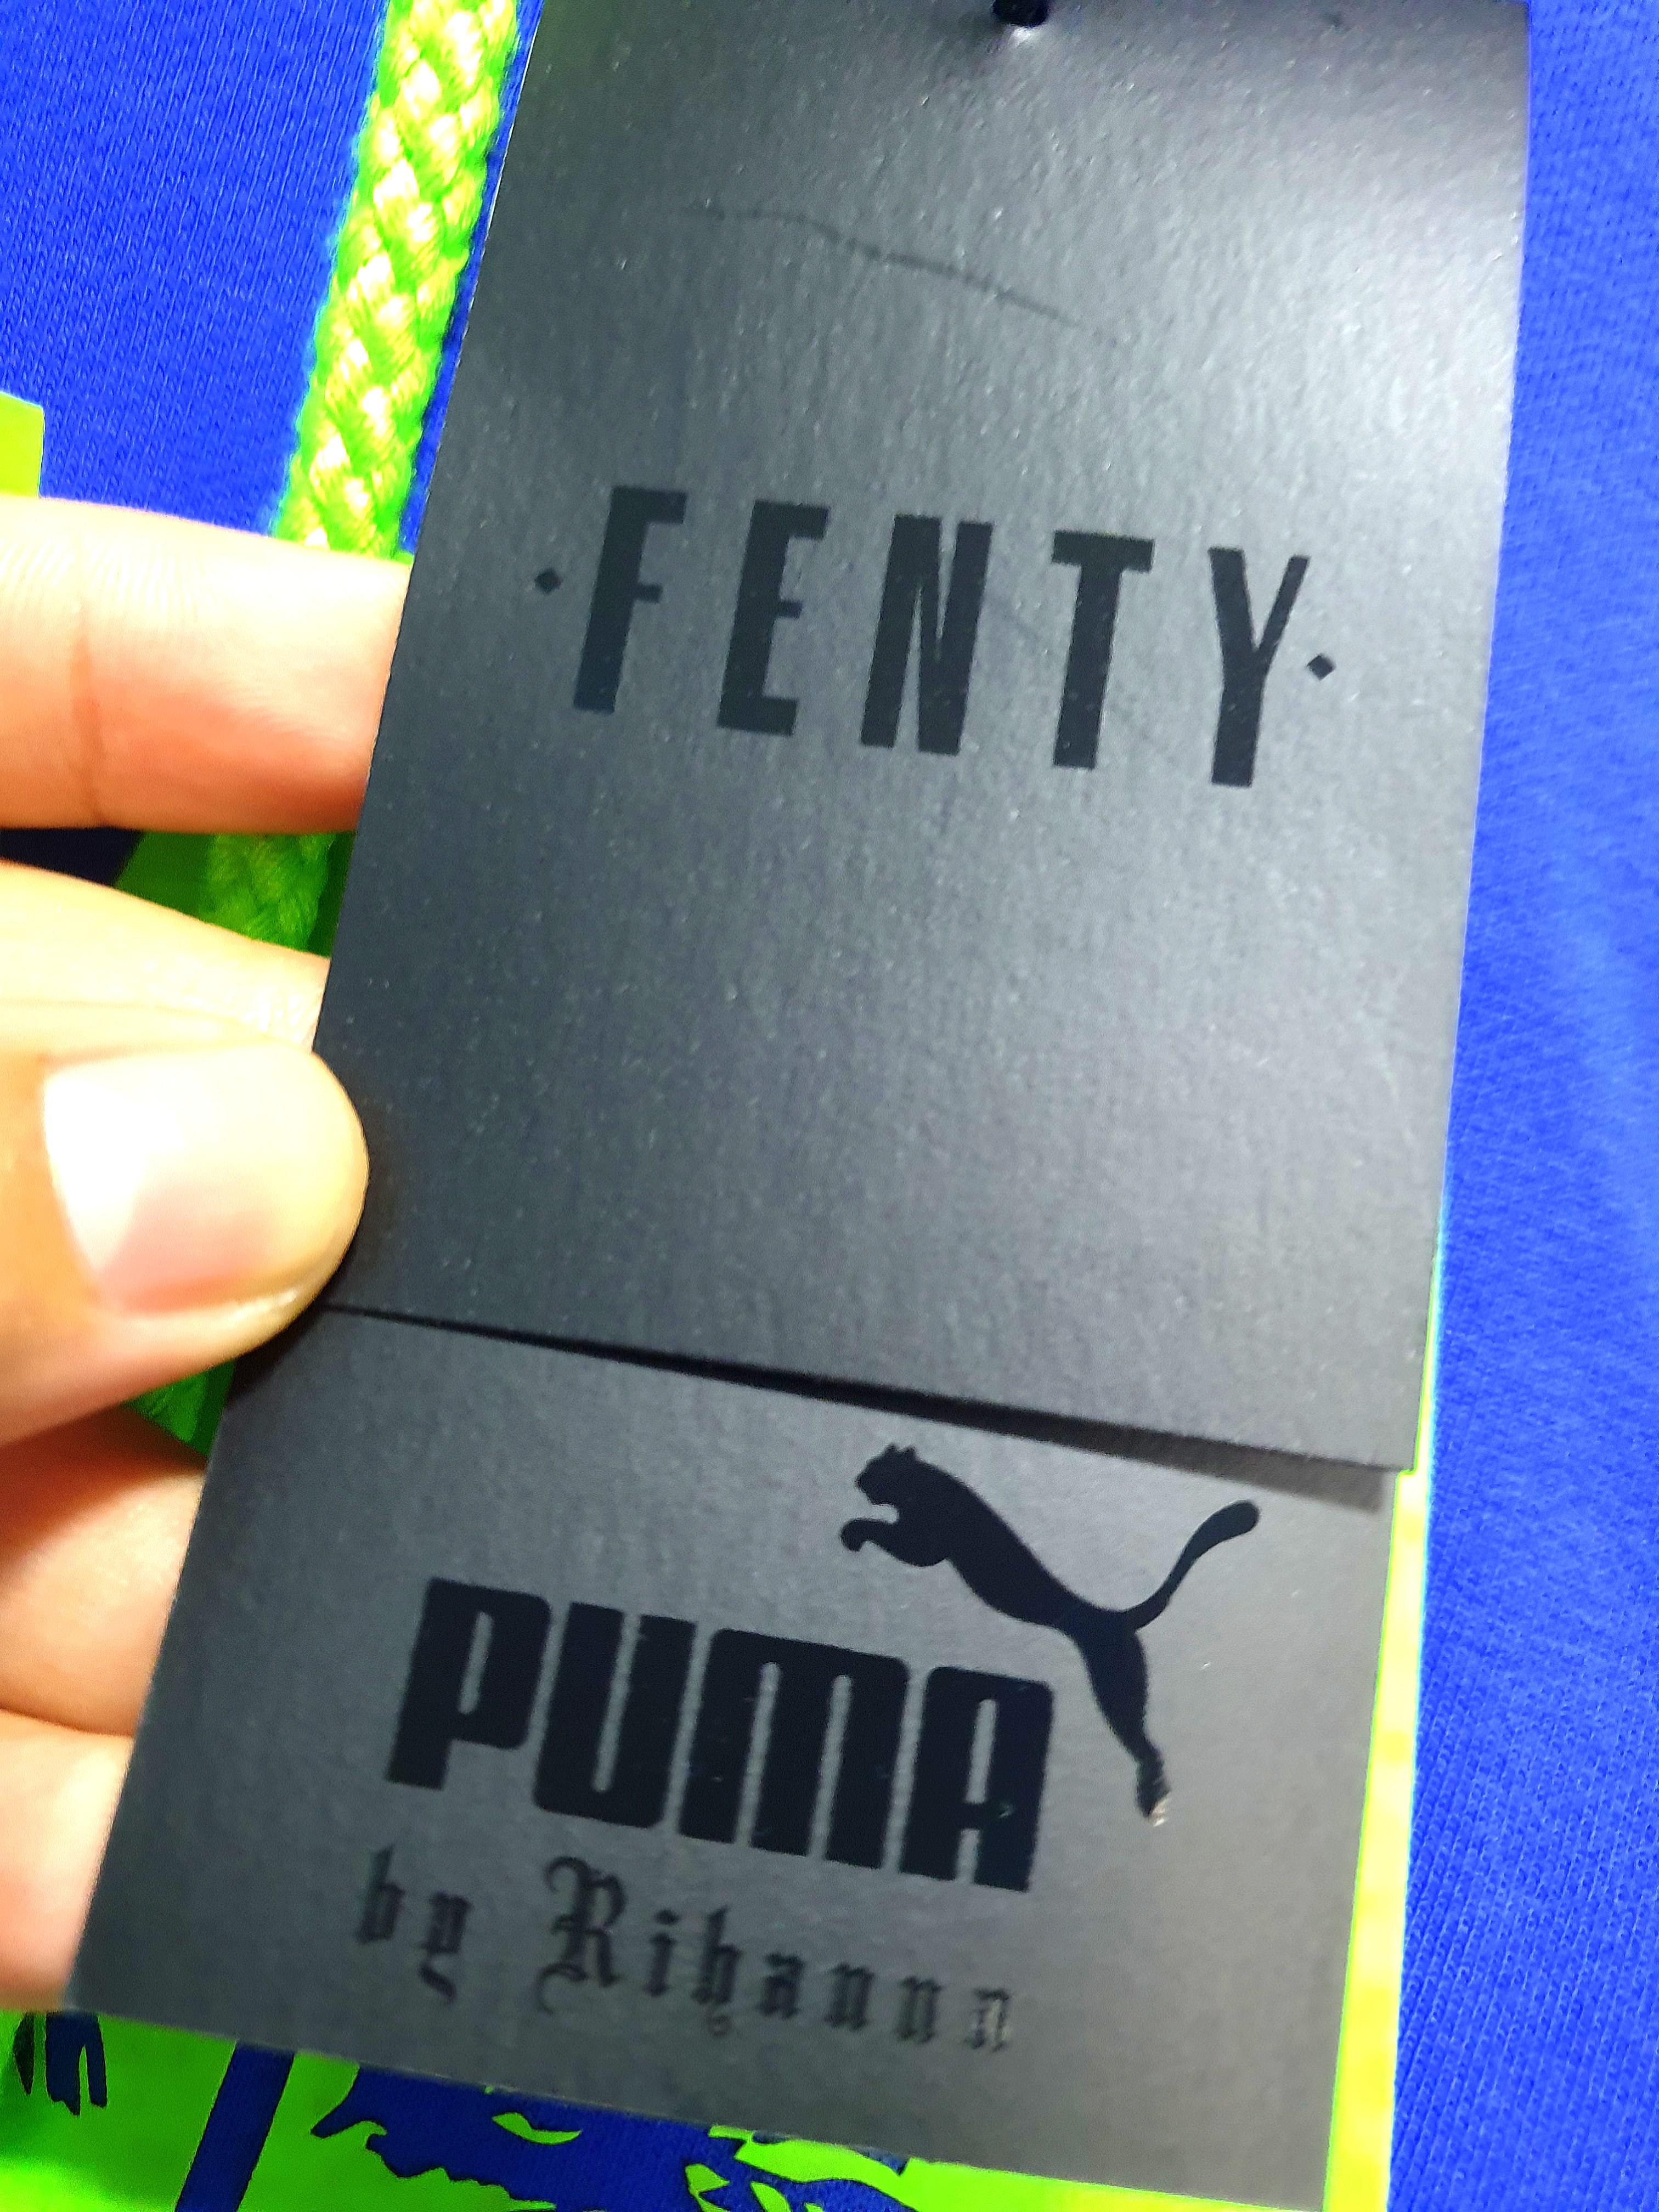 ·FENTY·
PUMA
by Rihanna